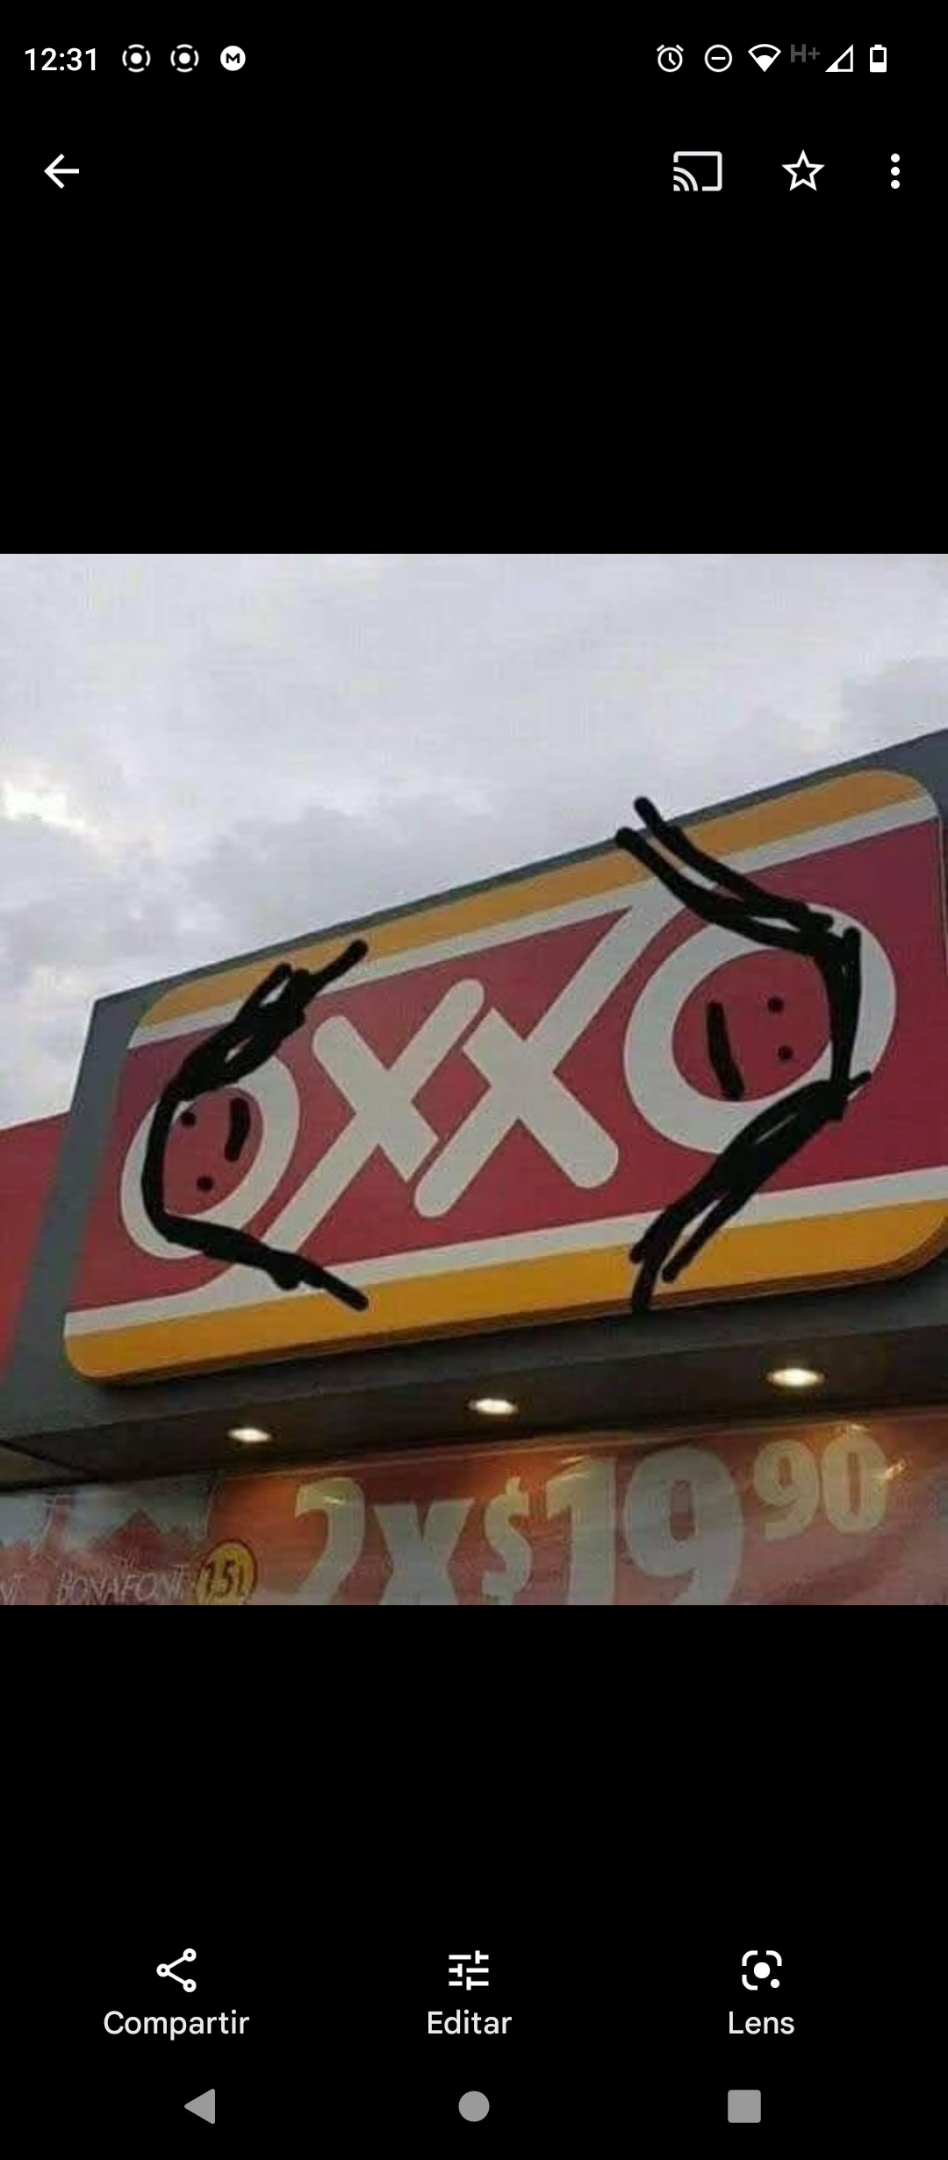 12:31
H+
OXXO
2x$19.90
BONAFONT 1.5L
Compartir
Editar
Lens